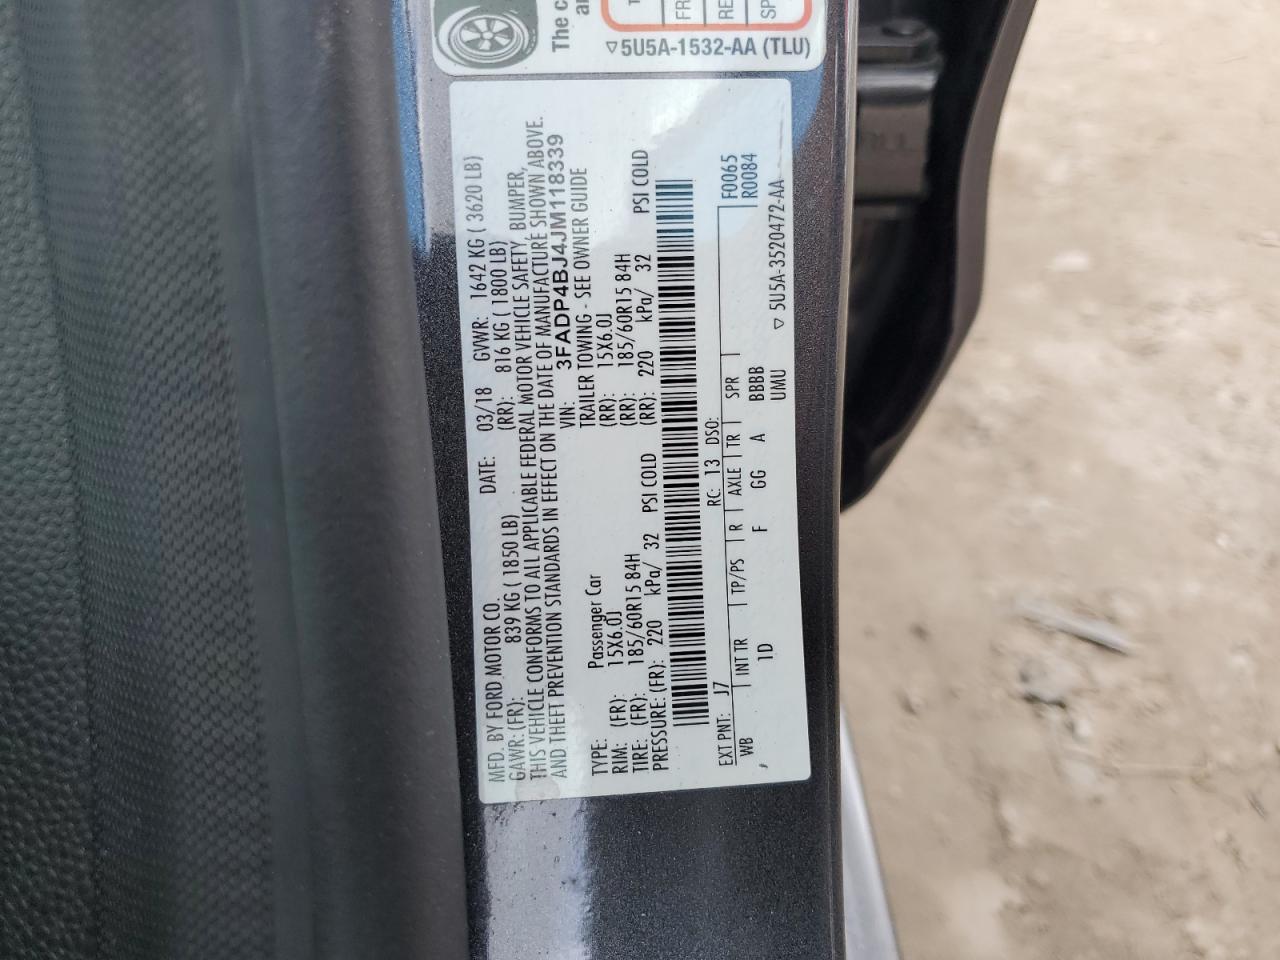 The c
FR
RE
SP
▽5U5A-1532-AA (TLU)
MFD. BY FORD MOTOR CO. DATE: 03/18 GVWR: 1642 KG ( 3620 LB)
GAWR: (FR): 839 KG ( 1850 LB) (RR): 816 KG ( 1800 LB)
THIS VEHICLE CONFORMS TO ALL APPLICABLE FEDERAL MOTOR VEHICLE SAFETY, BUMPER,
AND THEFT PREVENTION STANDARDS IN EFFECT ON THE DATE OF MANUFACTURE SHOWN ABOVE.
VIN: 3FADP4BJ4JM118339
TYPE: Passenger Car TRAILER TOWING - SEE OWNER GUIDE
RIM: (FR): 15X6.0J (RR): 15X6.0J
TIRE: (FR): 185/60R15 84H (RR): 185/60R15 84H
PRESSURE: (FR): 220 kPa/ 32 PSI COLD (RR): 220 kPa/ 32 PSI COLD
EXT PNT: J7 RC: 13 DSO: F0065
R0084
WB | INT TR | TP/PS | R | AXLE | TR | SPR
, 1D F GG A BBBB
UMU
▽ 5U5A-3520472-AA